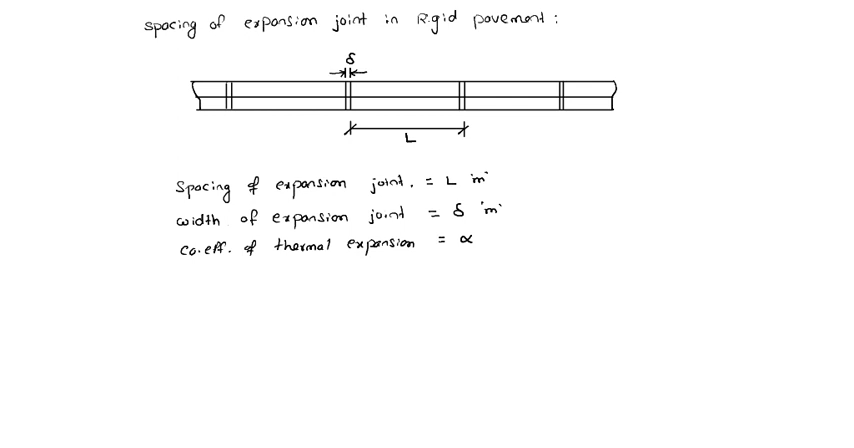 Spacing of expansion joint in Rigid pavement :
δ
L
Spacing of expansion joint. = L 'm'
width of expansion joint = δ 'm'
co.eff. of thermal expansion = α